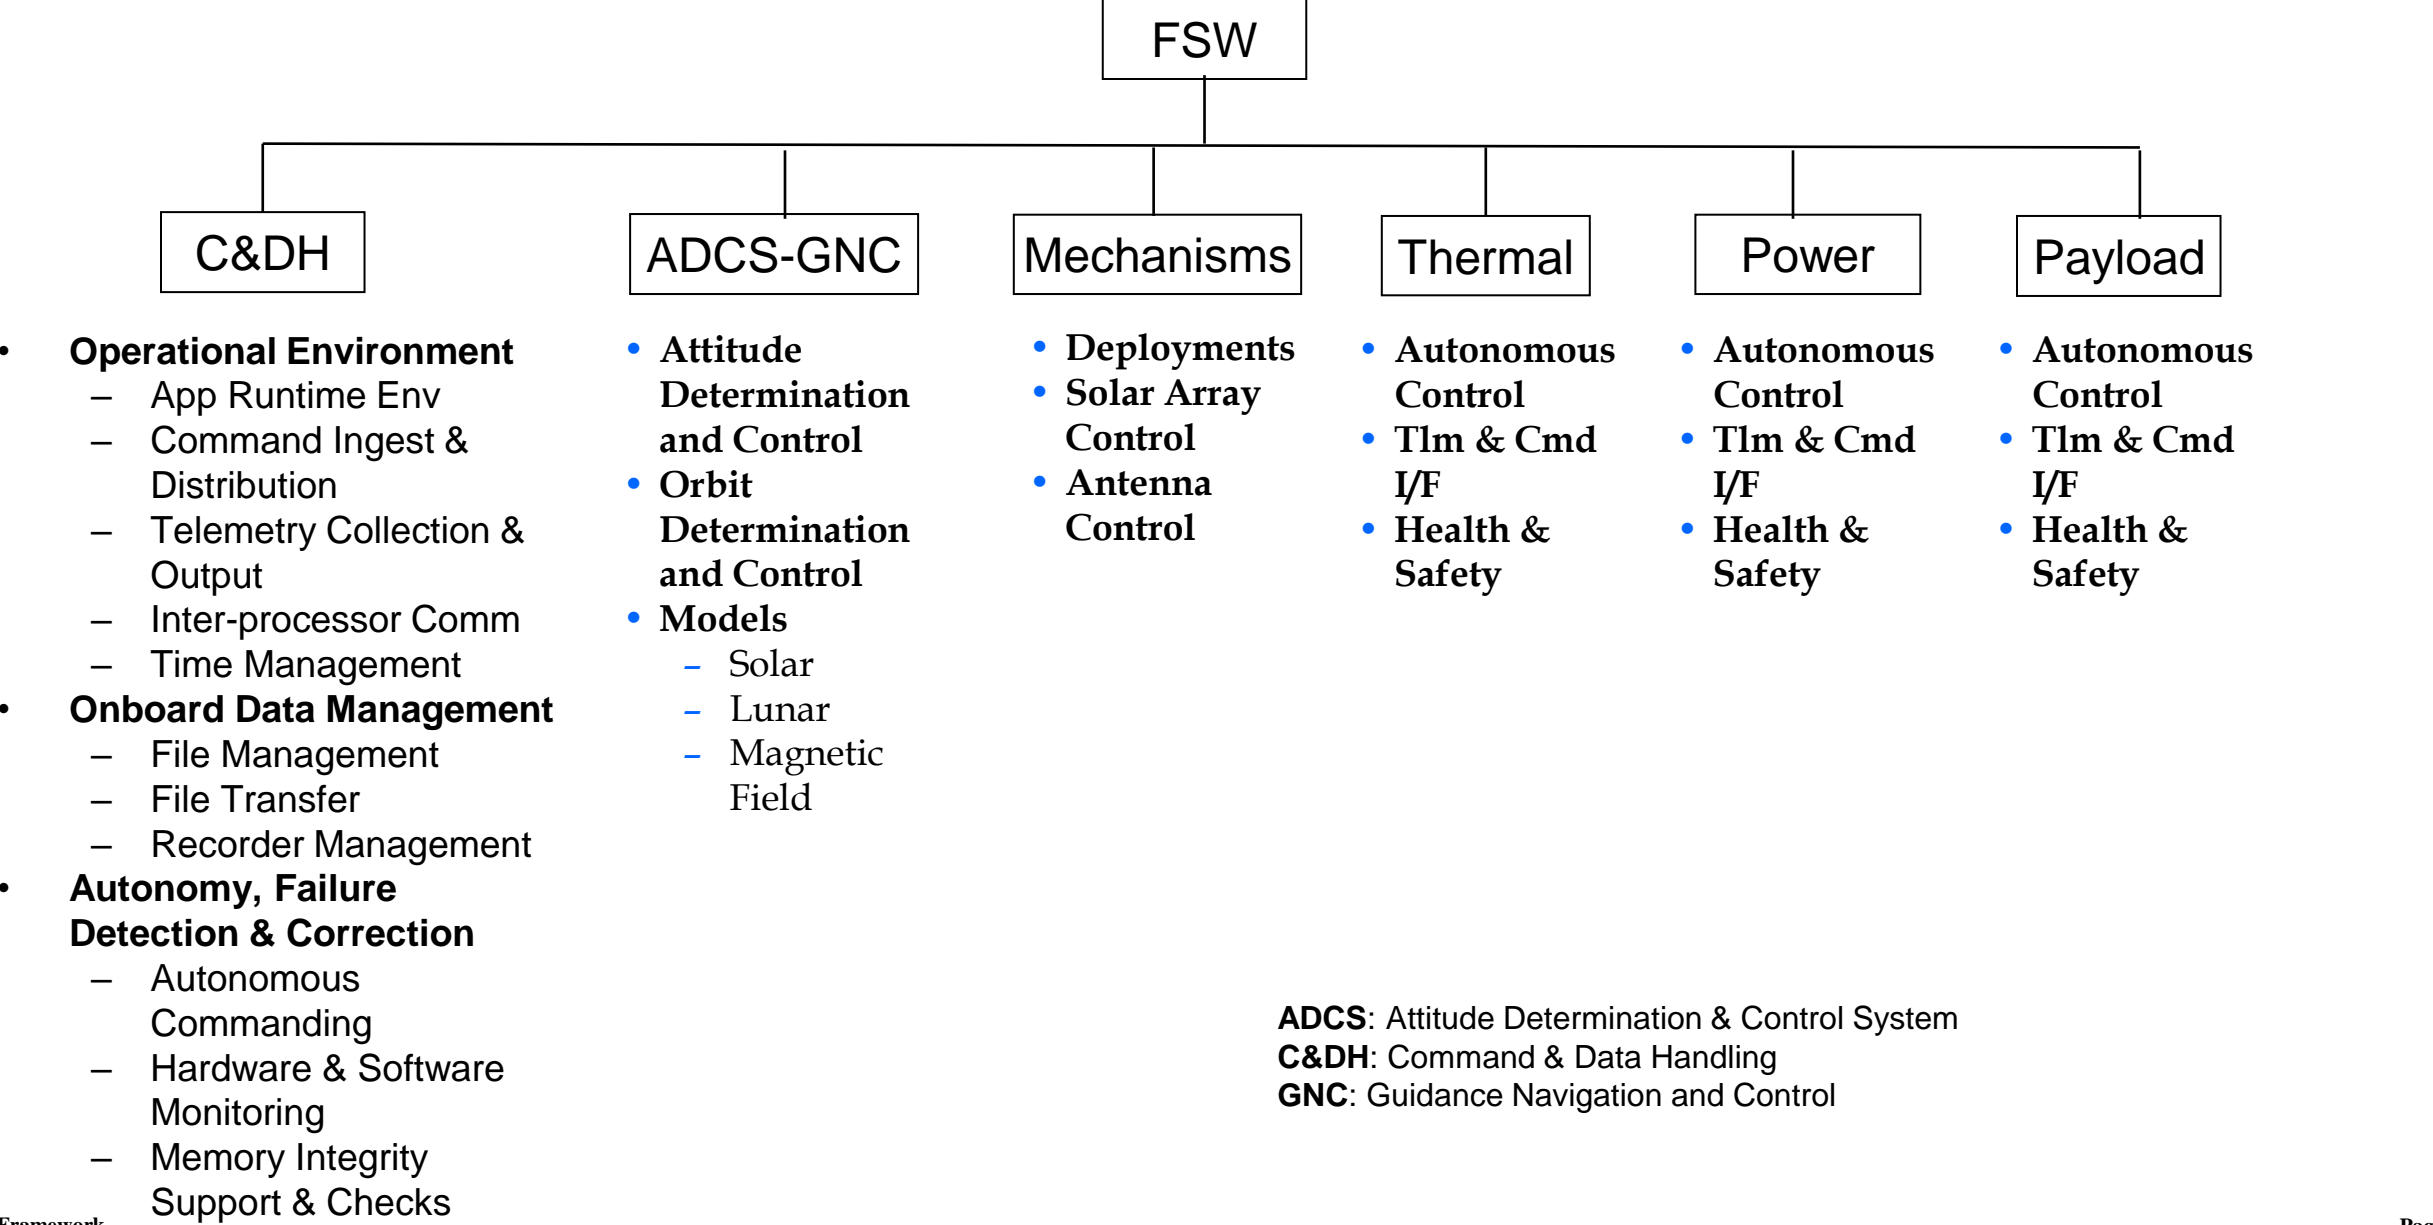 FSW
C&DH
ADCS-GNC
Mechanisms
Thermal
Power
Payload
• Operational Environment
– App Runtime Env
– Command Ingest &
Distribution
– Telemetry Collection &
Output
– Inter-processor Comm
– Time Management
• Onboard Data Management
– File Management
– File Transfer
– Recorder Management
• Autonomy, Failure
Detection & Correction
– Autonomous
Commanding
– Hardware & Software
Monitoring
– Memory Integrity
Support & Checks
• Attitude
Determination
and Control
• Orbit
Determination
and Control
• Models
– Solar
– Lunar
– Magnetic
Field
• Deployments
• Solar Array
Control
• Antenna
Control
• Autonomous
Control
• Tlm & Cmd
I/F
• Health &
Safety
• Autonomous
Control
• Tlm & Cmd
I/F
• Health &
Safety
• Autonomous
Control
• Tlm & Cmd
I/F
• Health &
Safety
ADCS: Attitude Determination & Control System
C&DH: Command & Data Handling
GNC: Guidance Navigation and Control
Framework